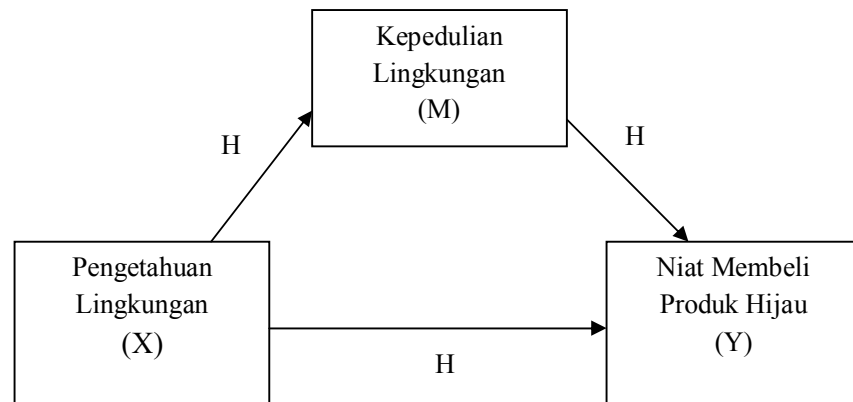 Kepedulian
Lingkungan
(M)
H
H
Pengetahuan
Lingkungan
(X)
Niat Membeli
Produk Hijau
(Y)
H